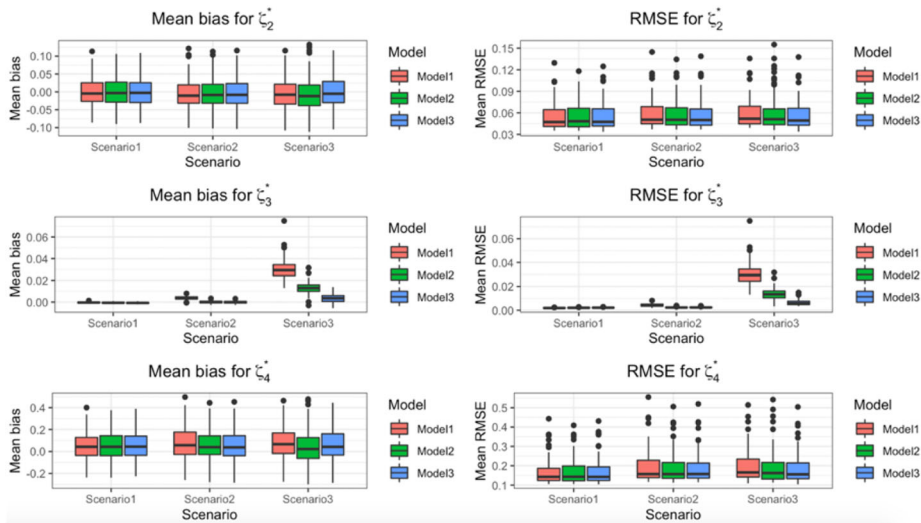 Mean bias for ζ*2
Mean bias
0.10
0.05
0.00
-0.05
-0.10
Scenario1
Scenario2
Scenario3
Scenario
Model
Model1
Model2
Model3
RMSE for ζ*2
Mean RMSE
0.15
0.12
0.09
0.06
0.03
Scenario1
Scenario2
Scenario3
Scenario
Model
Model1
Model2
Model3
Mean bias for ζ*3
Mean bias
0.06
0.04
0.02
0.00
Scenario1
Scenario2
Scenario3
Scenario
Model
Model1
Model2
Model3
RMSE for ζ*3
Mean RMSE
0.06
0.04
0.02
0.00
Scenario1
Scenario2
Scenario3
Scenario
Model
Model1
Model2
Model3
Mean bias for ζ*4
Mean bias
0.4
0.2
0.0
-0.2
Scenario1
Scenario2
Scenario3
Scenario
Model
Model1
Model2
Model3
RMSE for ζ*4
Mean RMSE
0.5
0.4
0.3
0.2
0.1
Scenario1
Scenario2
Scenario3
Scenario
Model
Model1
Model2
Model3